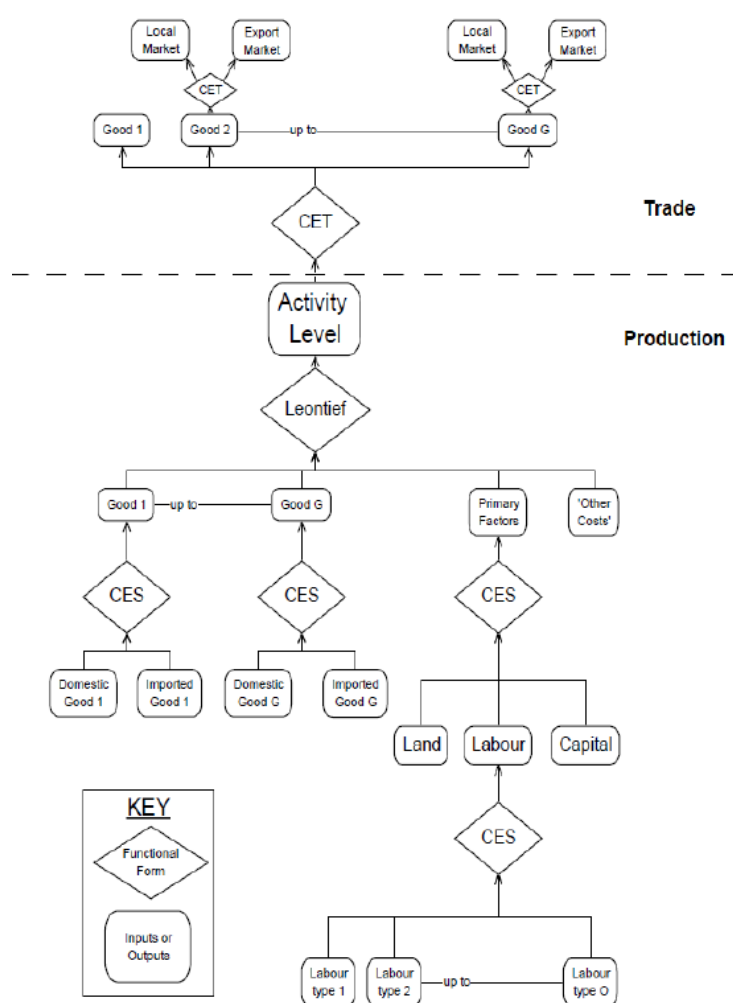 Local
Market
Export
Market
Local
Market
Export
Market
CET
CET
Good 1
Good 2
up to
Good G
CET
Trade
Activity
Level
Production
Leontief
Good 1
up to
Good G
Primary
Factors
'Other
Costs'
CES
CES
CES
Domestic
Good 1
Imported
Good 1
Domestic
Good G
Imported
Good G
Land
Labour
Capital
KEY
Functional
Form
CES
Inputs or
Outputs
Labour
type 1
Labour
type 2
up to
Labour
type O